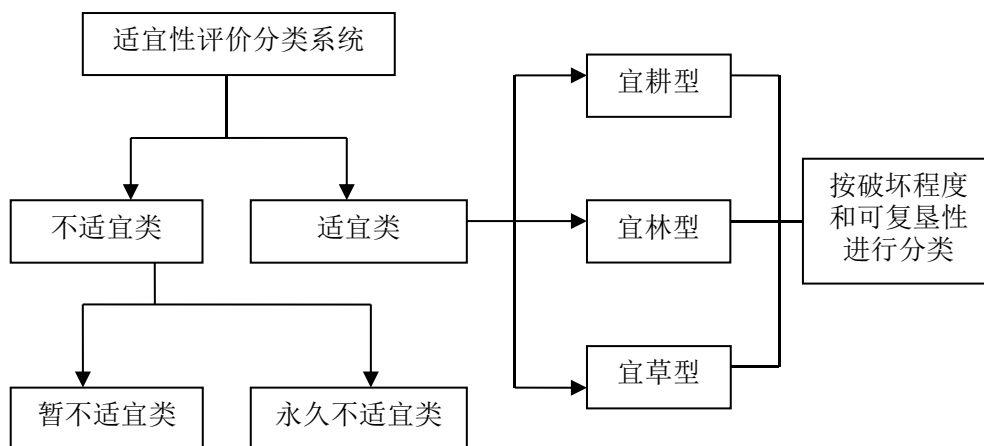 适宜性评价分类系统
宜耕型
不适宜类
适宜类
宜林型
按破坏程度
和可复垦性
进行分类
宜草型
暂不适宜类
永久不适宜类